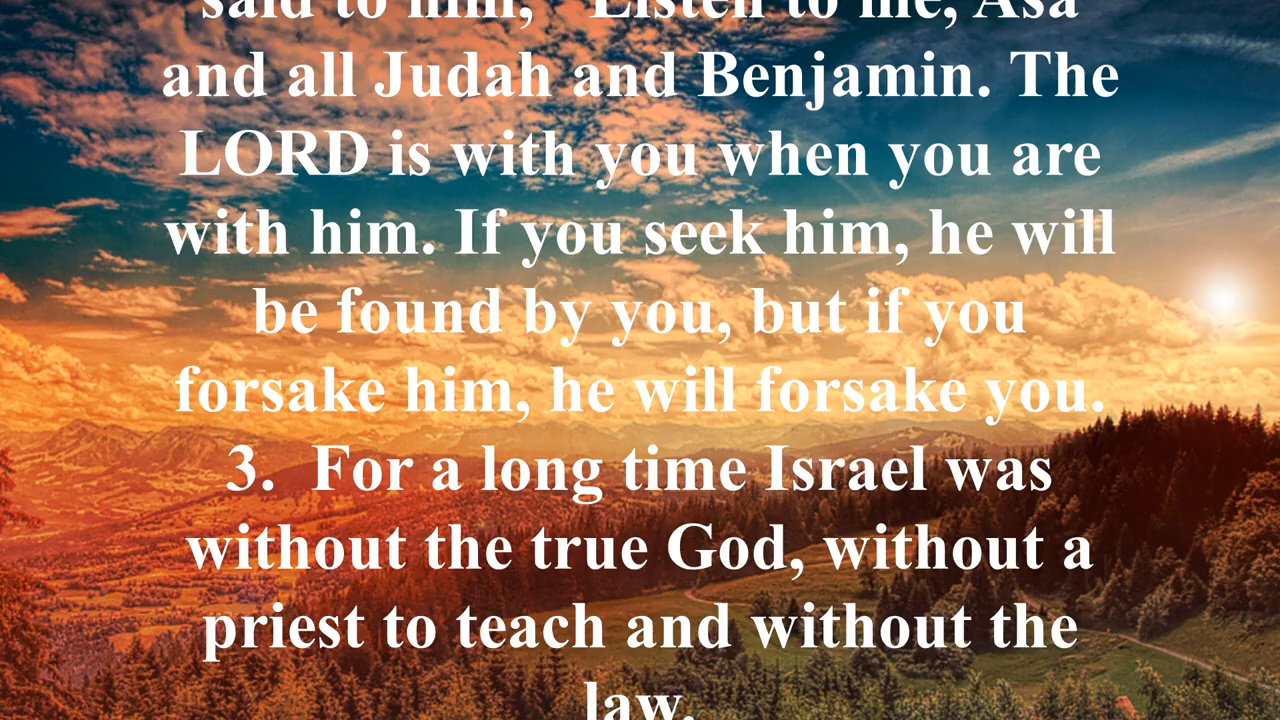 said to him, "Listen to me, Asa
and all Judah and Benjamin. The
LORD is with you when you are
with him. If you seek him, he will
be found by you, but if you
forsake him, he will forsake you.
3. For a long time Israel was
without the true God, without a
priest to teach and without the
law.